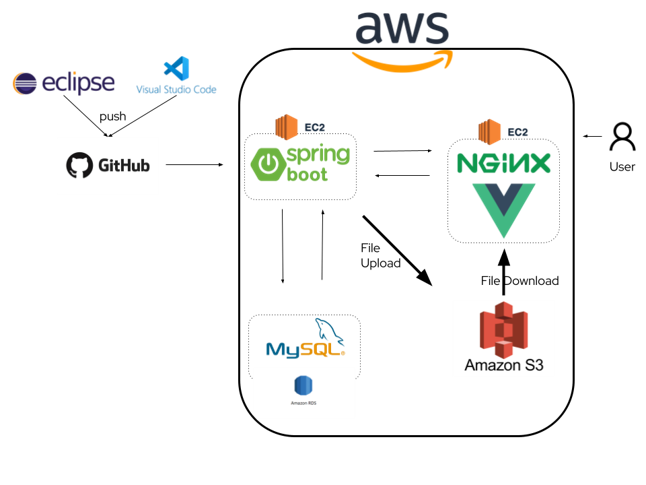 aws
eclipse
Visual Studio Code
push
GitHub
EC2
spring
boot
EC2
NGINX
User
File
Upload
File Download
MySQL®
Amazon RDS
Amazon S3